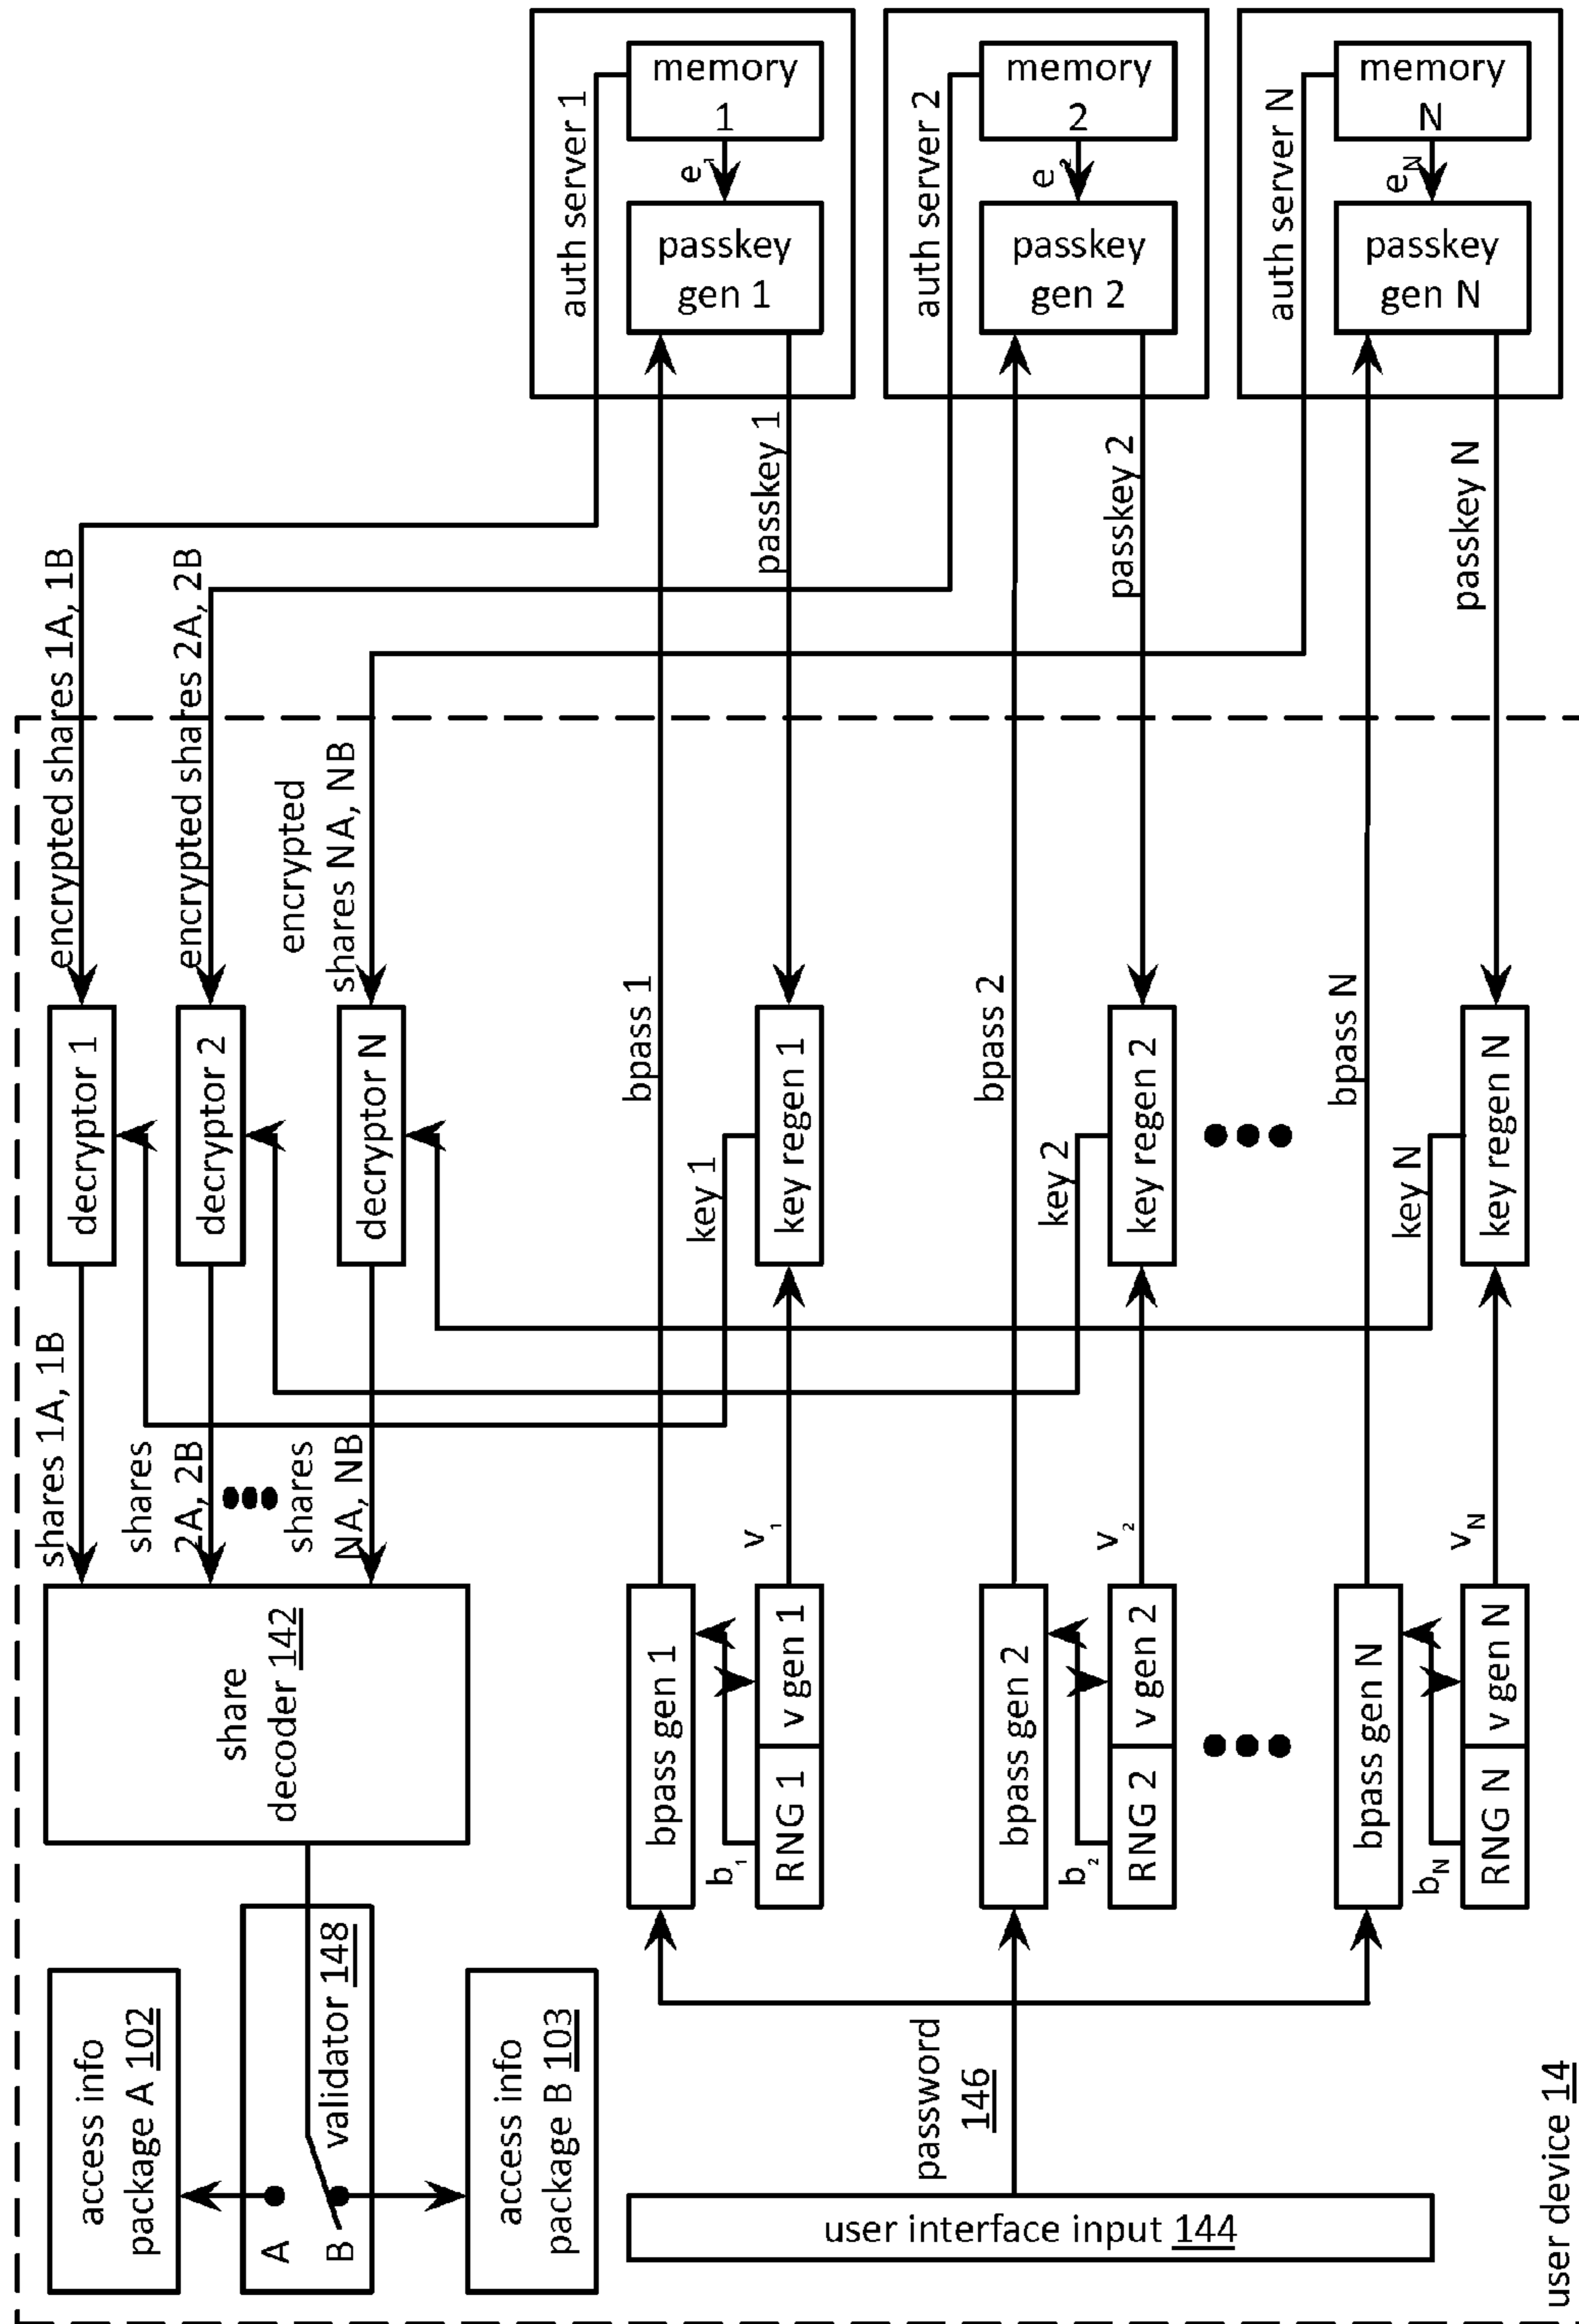 access info
package A 102
A
B
validator 148
access info
package B 103
share
decoder 142
shares 1A, 1B
shares
2A, 2B
shares
NA, NB
decryptor 1
decryptor 2
decryptor N
encrypted shares 1A, 1B
encrypted shares 2A, 2B
encrypted
shares NA, NB
user interface input 144
password
146
bpass gen 1
b1
RNG 1
v gen 1
v1
bpass 1
key 1
key regen 1
passkey 1
auth server 1
passkey
gen 1
e1
memory
1
bpass gen 2
b2
RNG 2
v gen 2
v2
bpass 2
key 2
key regen 2
passkey 2
auth server 2
passkey
gen 2
e2
memory
2
bpass gen N
bN
RNG N
v gen N
vN
bpass N
key N
key regen N
passkey N
auth server N
passkey
gen N
eN
memory
N
user device 14